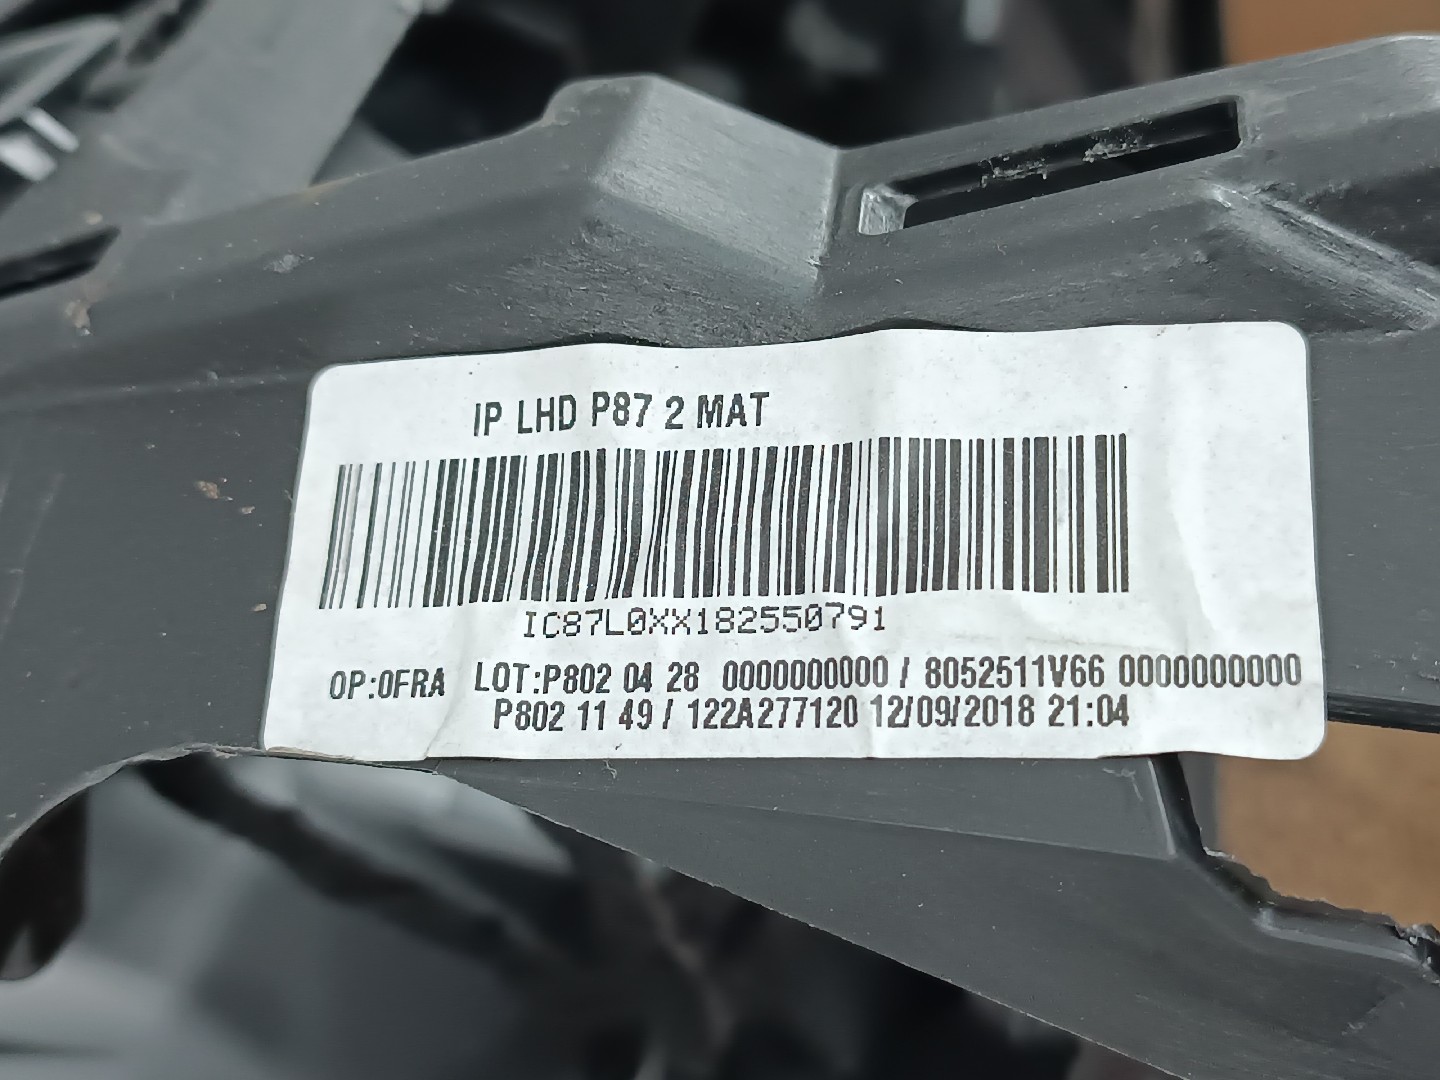 IP LHD P87 2 MAT
IC87L0XX182550791
OP:0FRA LOT:P802 04 28 0000000000 / 8052511V66 0000000000
P802 11 49 / 122A277120 12/09/2018 21:04